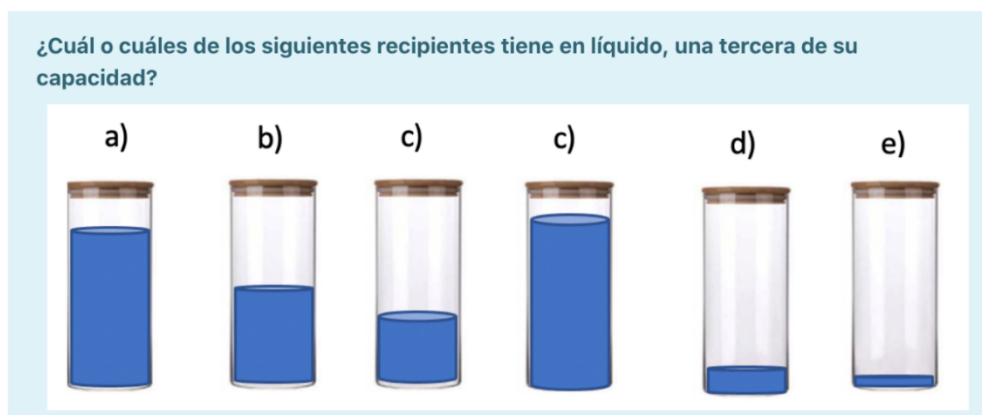 ¿Cuál o cuáles de los siguientes recipientes tiene en líquido, una tercera de su
capacidad?
a) b) c) c) d) e)